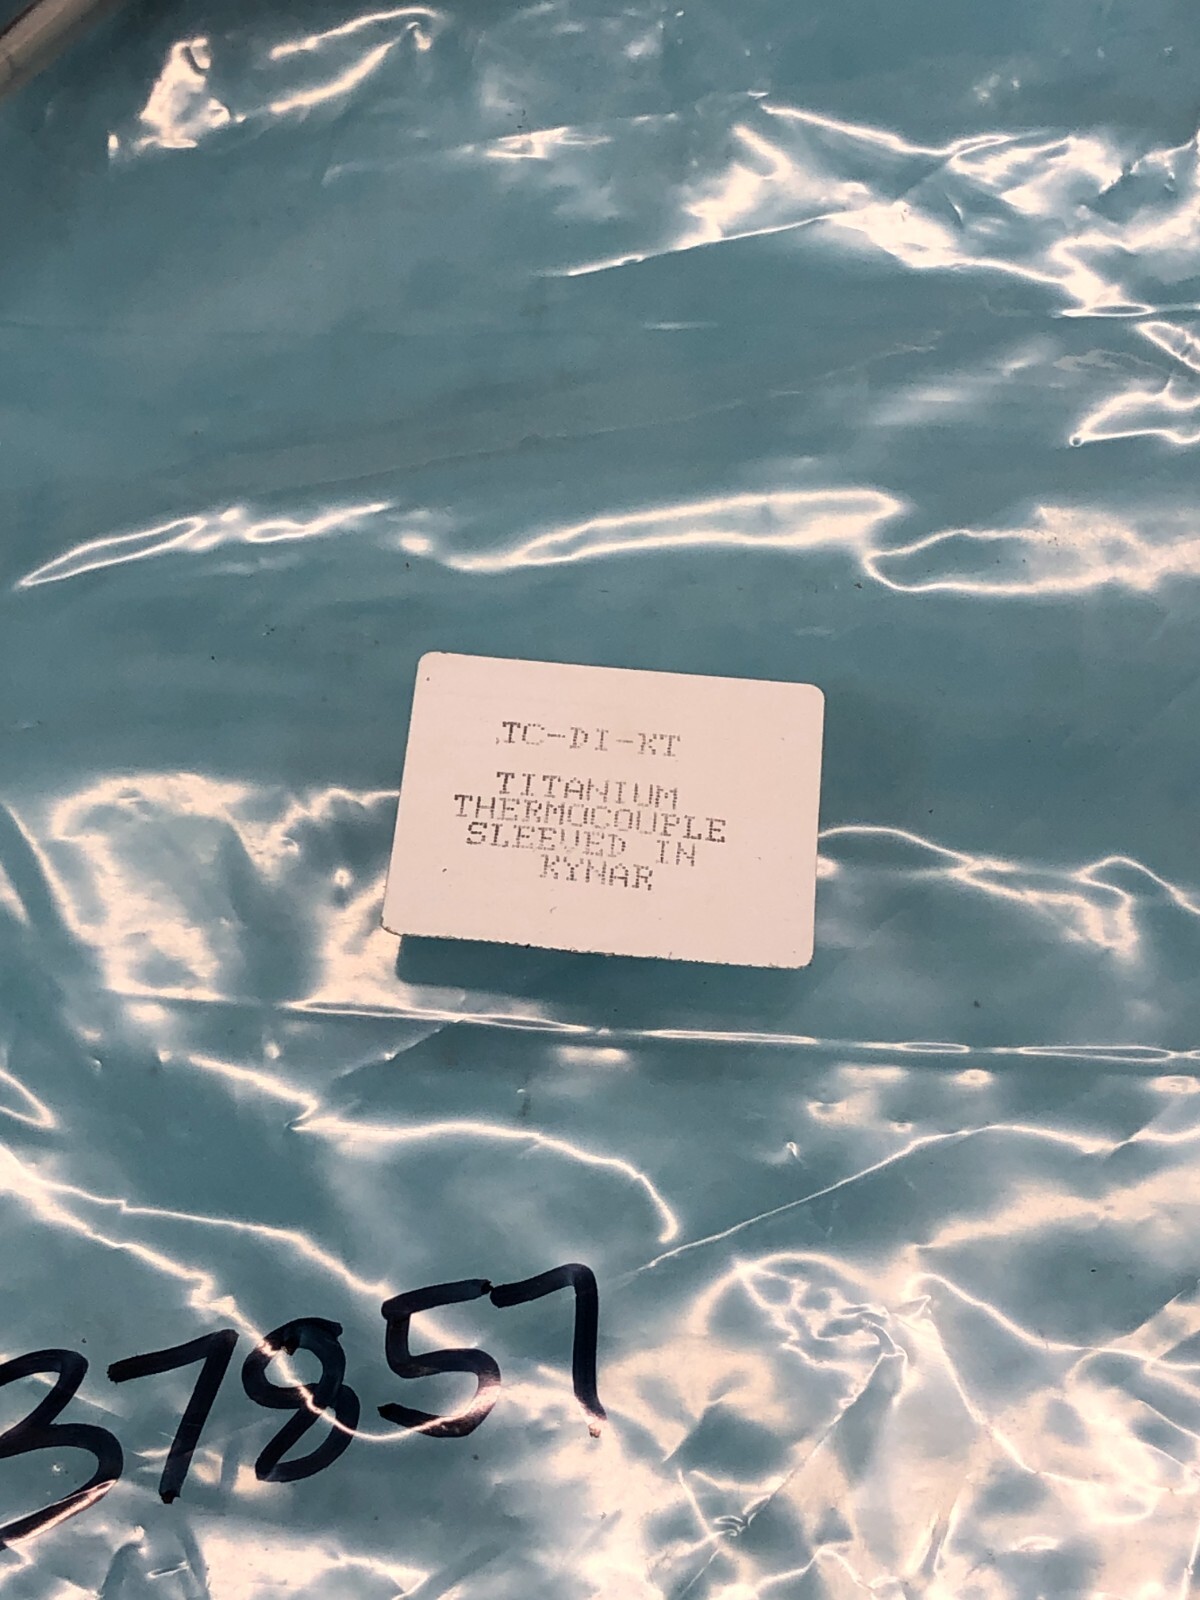 TC-DI-KT
TITANIUM
THERMOCOUPLE
SLEEVED IN
KYNAR
37857